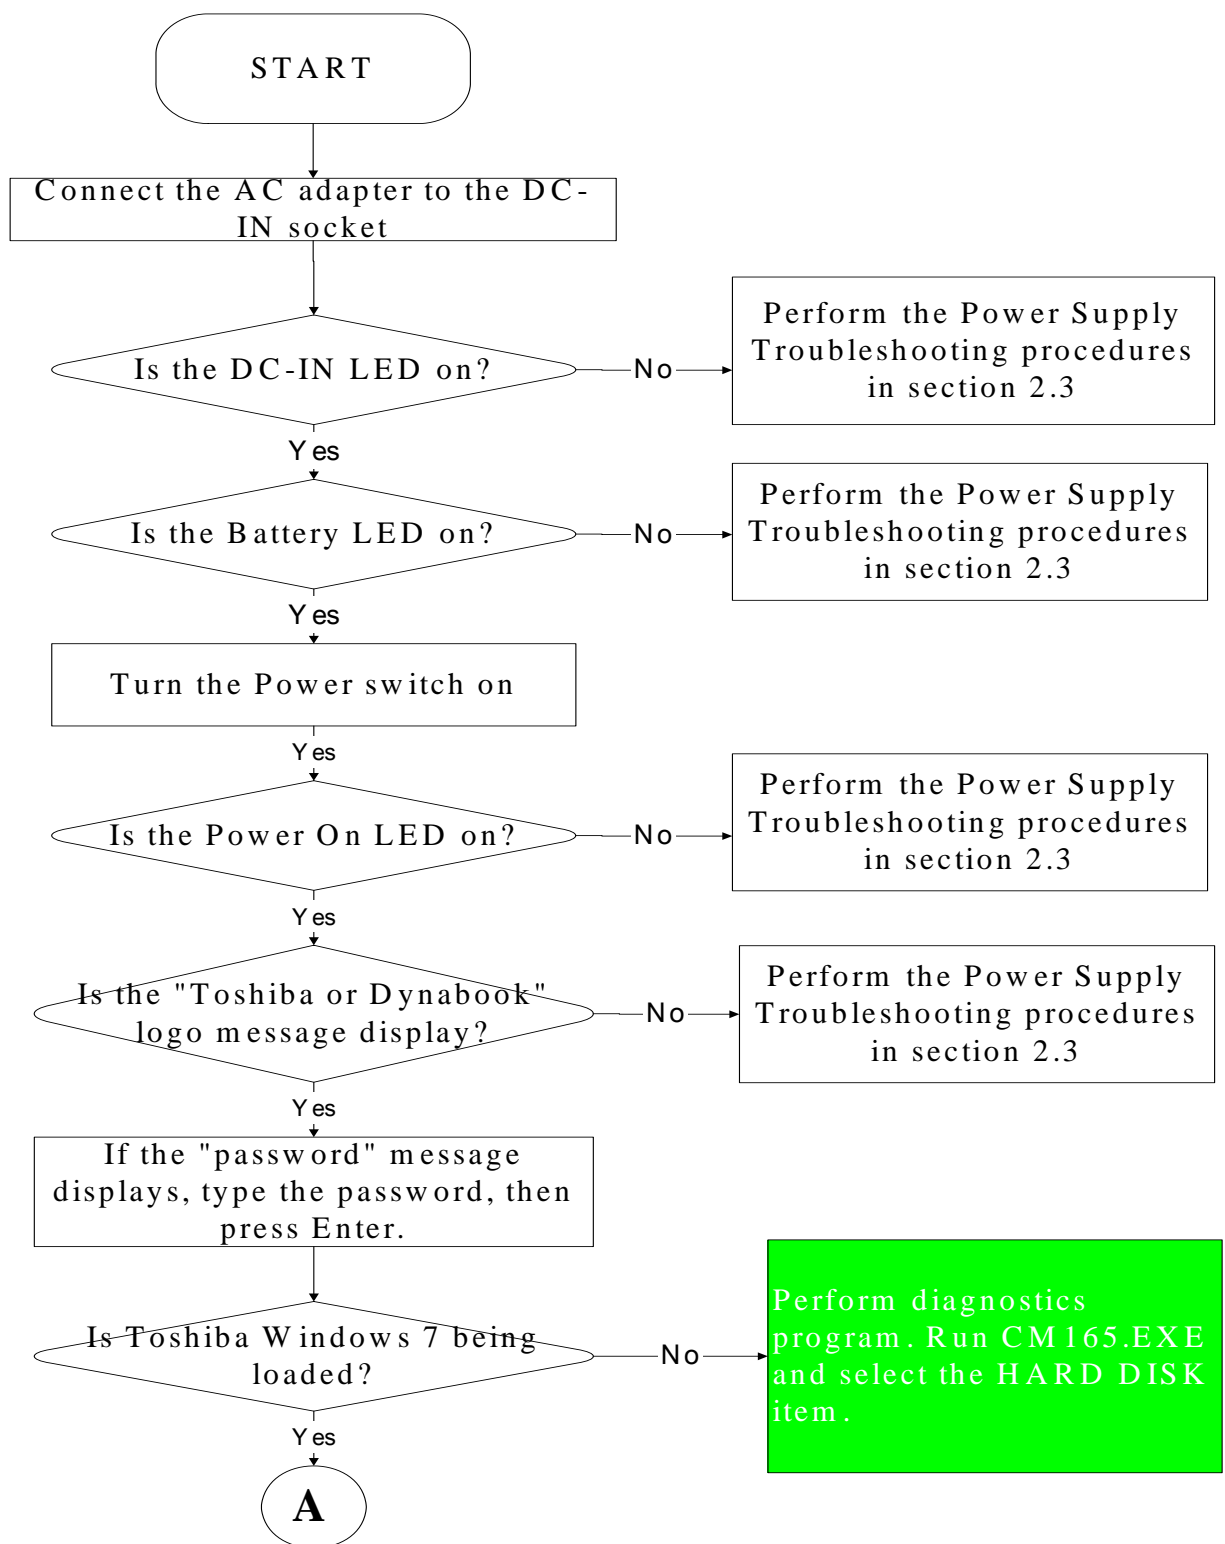 START
Connect the AC adapter to the DC-
IN socket
Is the DC-IN LED on?
No
Perform the Power Supply
Troubleshooting procedures
in section 2.3
Yes
Is the Battery LED on?
No
Perform the Power Supply
Troubleshooting procedures
in section 2.3
Yes
Turn the Power switch on
Yes
Is the Power On LED on?
No
Perform the Power Supply
Troubleshooting procedures
in section 2.3
Yes
Is the "Toshiba or Dynabook"
logo message display?
No
Perform the Power Supply
Troubleshooting procedures
in section 2.3
Yes
If the "password" message
displays, type the password, then
press Enter.
Is Toshiba Windows 7 being
loaded?
No
Perform diagnostics
program. Run CM165.EXE
and select the HARD DISK
item.
Yes
A